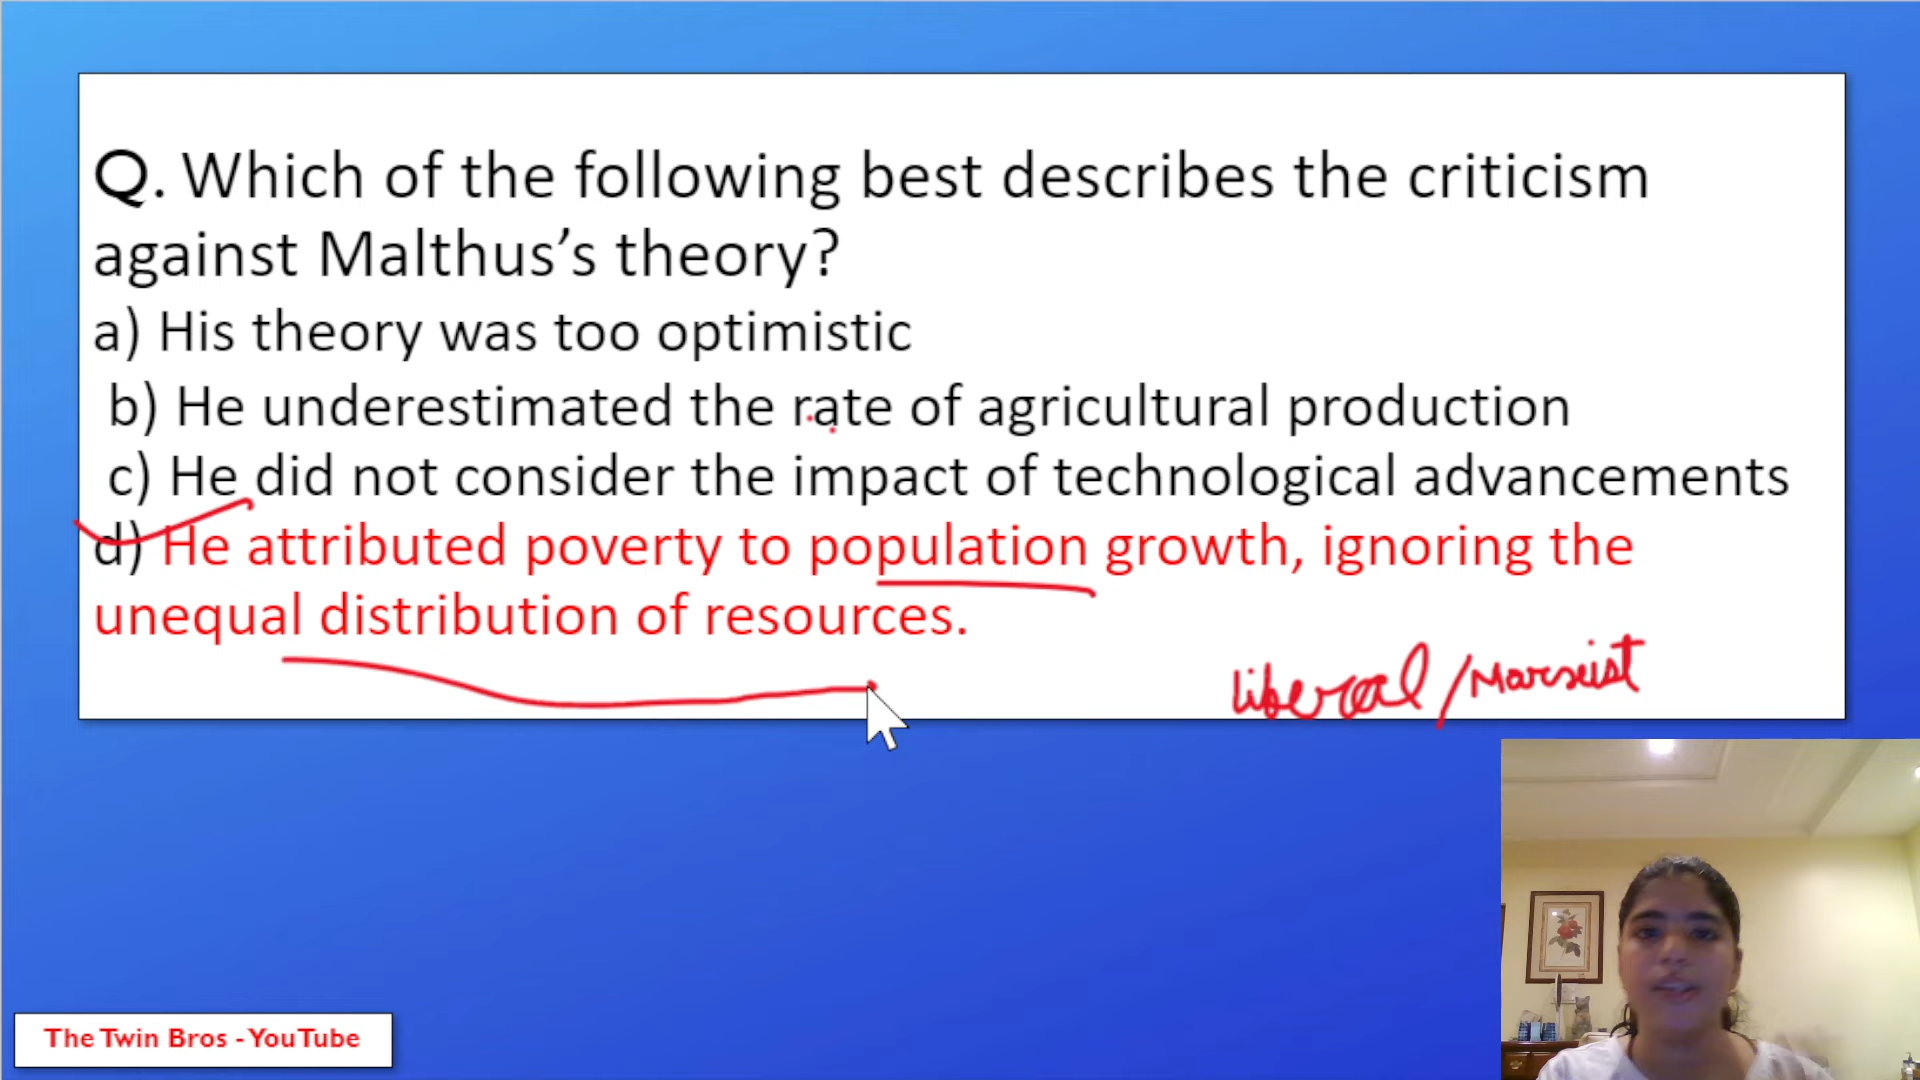 Q. Which of the following best describes the criticism
against Malthus’s theory?
a) His theory was too optimistic
b) He underestimated the rate of agricultural production
c) He did not consider the impact of technological advancements
d) He attributed poverty to population growth, ignoring the
unequal distribution of resources.
liberal/Marxist
The Twin Bros - YouTube